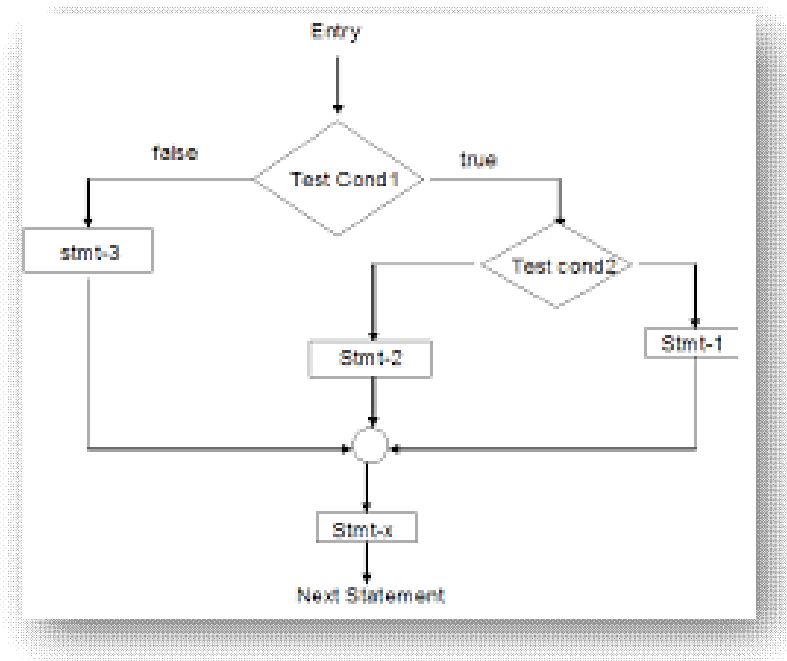 Entry
false
true
Test Cond1
stmt-3
Test cond2
Stmt-2
Stmt-1
Stmt-x
Next Statement